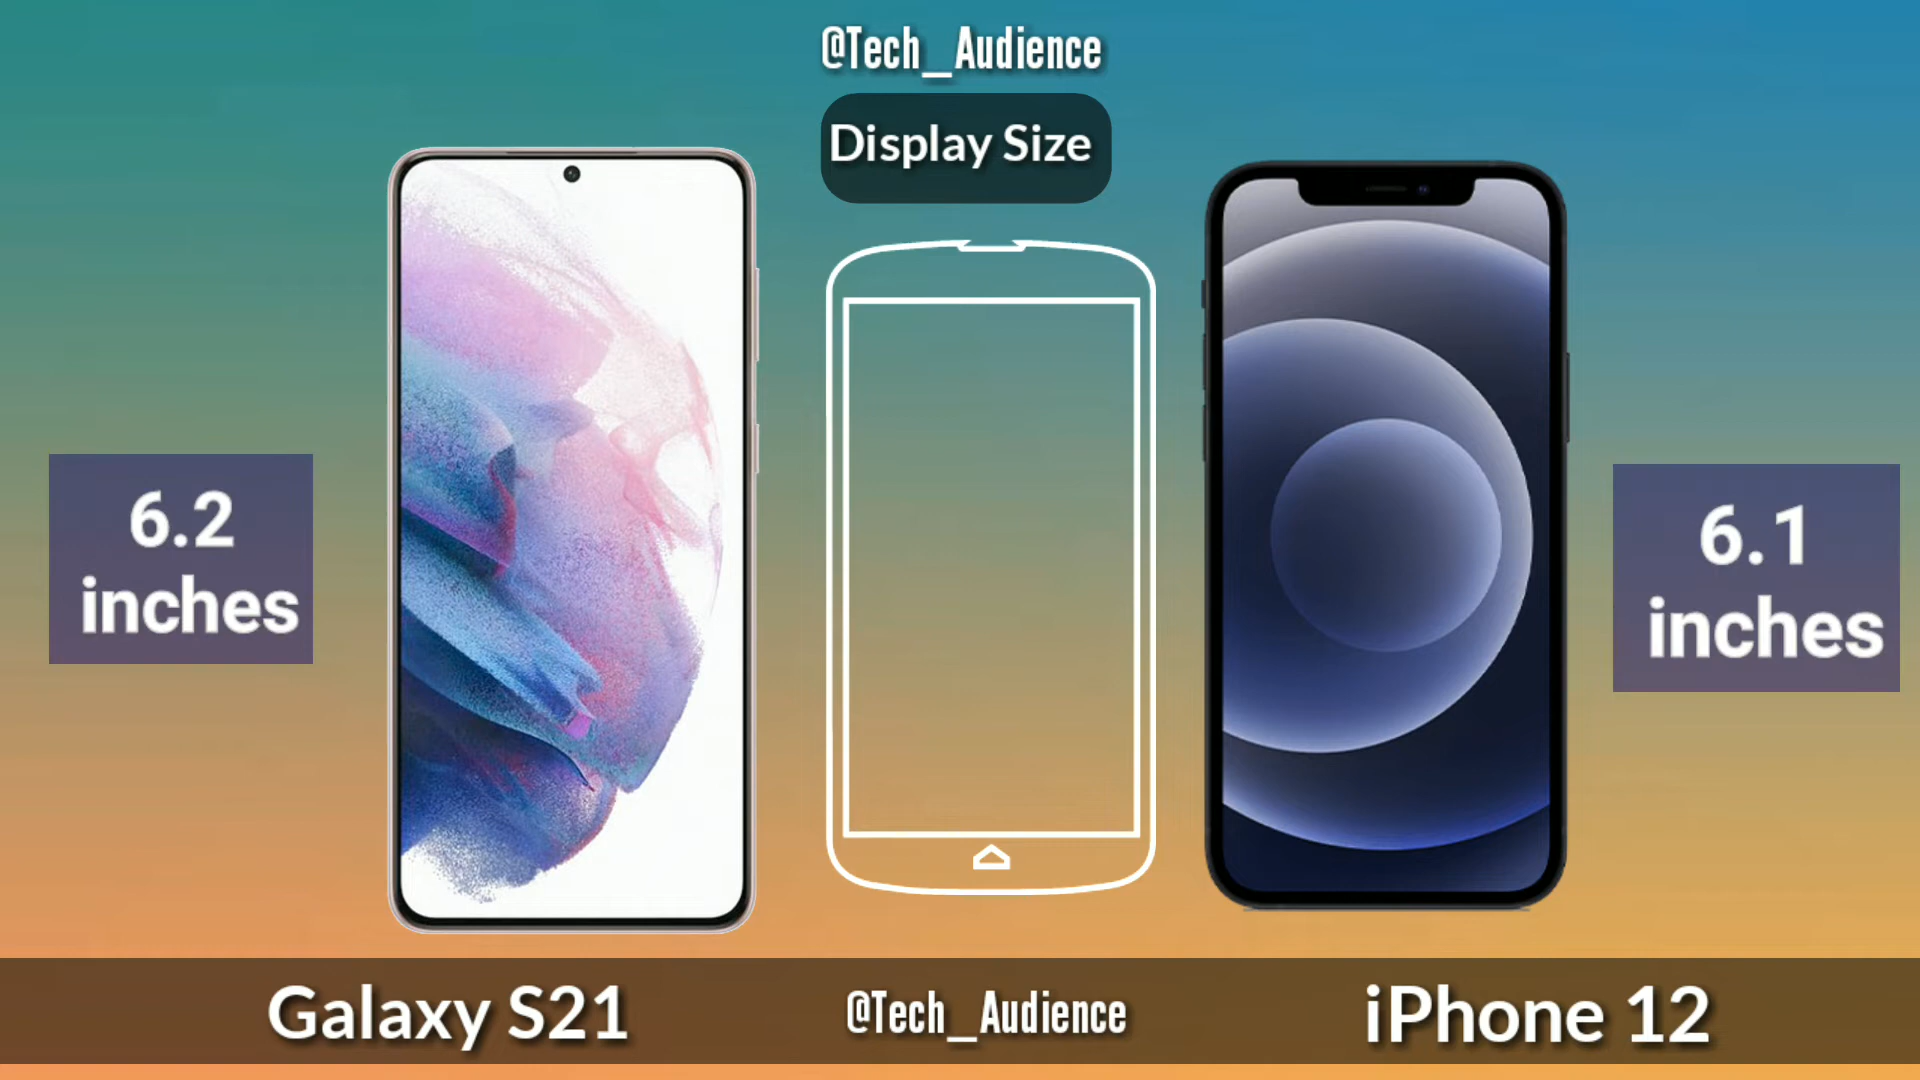 @Tech_Audience
Display Size
6.2
inches
6.1
inches
Galaxy S21
@Tech_Audience
iPhone 12